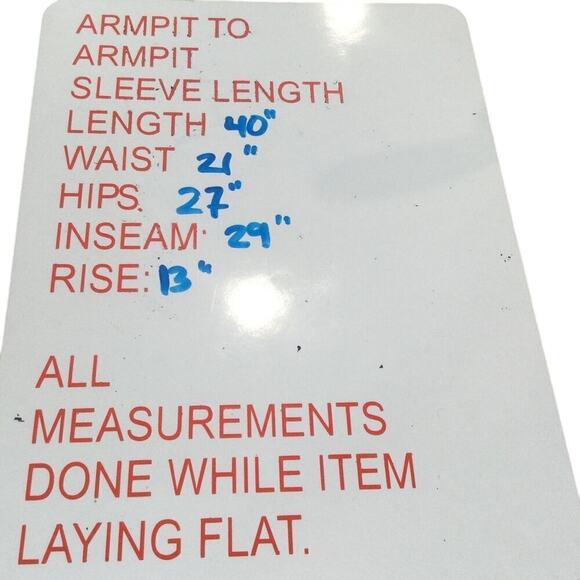 ARMPIT TO
ARMPIT
SLEEVE LENGTH
LENGTH 40"
WAIST 21"
HIPS 27"
INSEAM: 29"
RISE: 13"
ALL
MEASUREMENTS
DONE WHILE ITEM
LAYING FLAT.